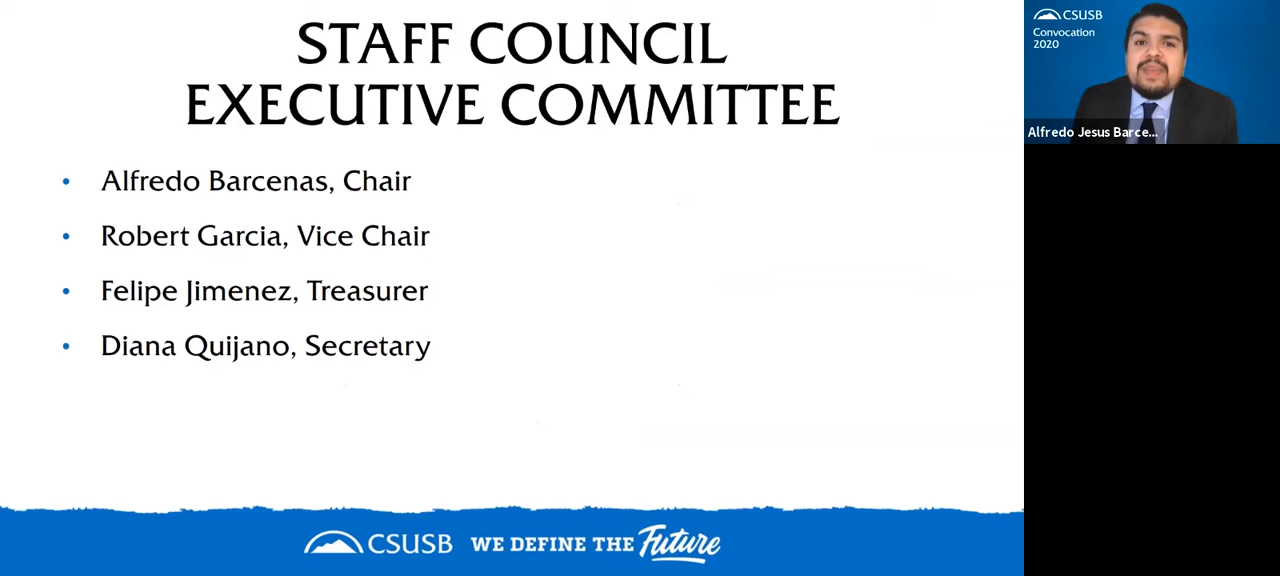 STAFF COUNCIL
EXECUTIVE COMMITTEE
• Alfredo Barcenas, Chair
• Robert Garcia, Vice Chair
• Felipe Jimenez, Treasurer
• Diana Quijano, Secretary
CSUSB WE DEFINE THE Future
CSUSB
Convocation
2020
Alfredo Jesus Barce...